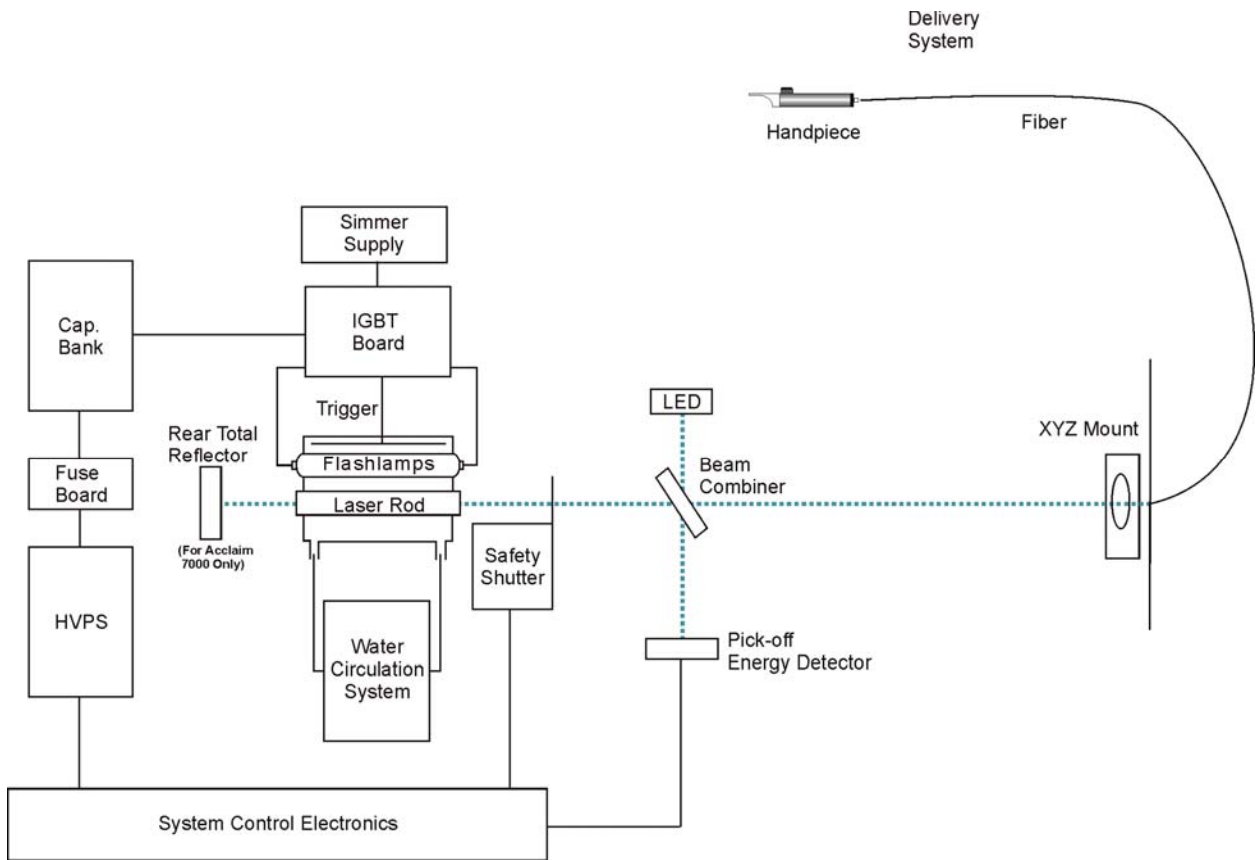 Delivery
System
Handpiece
Fiber
Simmer
Supply
Cap.
Bank
IGBT
Board
Trigger
LED
XYZ Mount
Rear Total
Reflector
Flashlamps
Beam
Combiner
Fuse
Board
Laser Rod
(For Acclaim
7000 Only)
Safety
Shutter
HVPS
Water
Circulation
System
Pick-off
Energy Detector
System Control Electronics